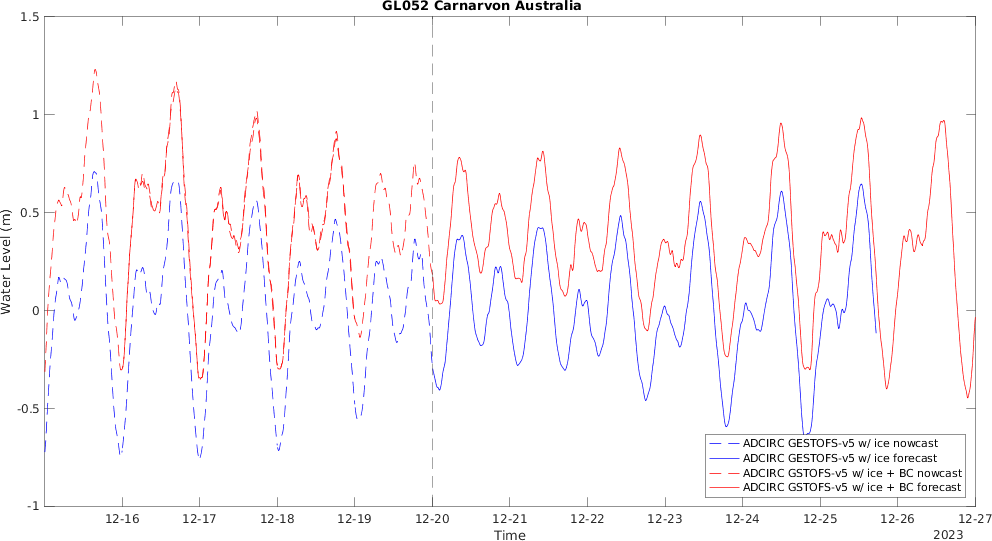 GL052 Carnarvon Australia
1.5
1
0.5
0
-0.5
-1
Water Level (m)
12-16
12-17
12-18
12-19
12-20
12-21
12-22
12-23
12-24
12-25
12-26
12-27
Time
2023
ADCIRC GESTOFS-v5 w/ ice nowcast
ADCIRC GESTOFS-v5 w/ ice forecast
ADCIRC GSTOFS-v5 w/ ice + BC nowcast
ADCIRC GSTOFS-v5 w/ ice + BC forecast